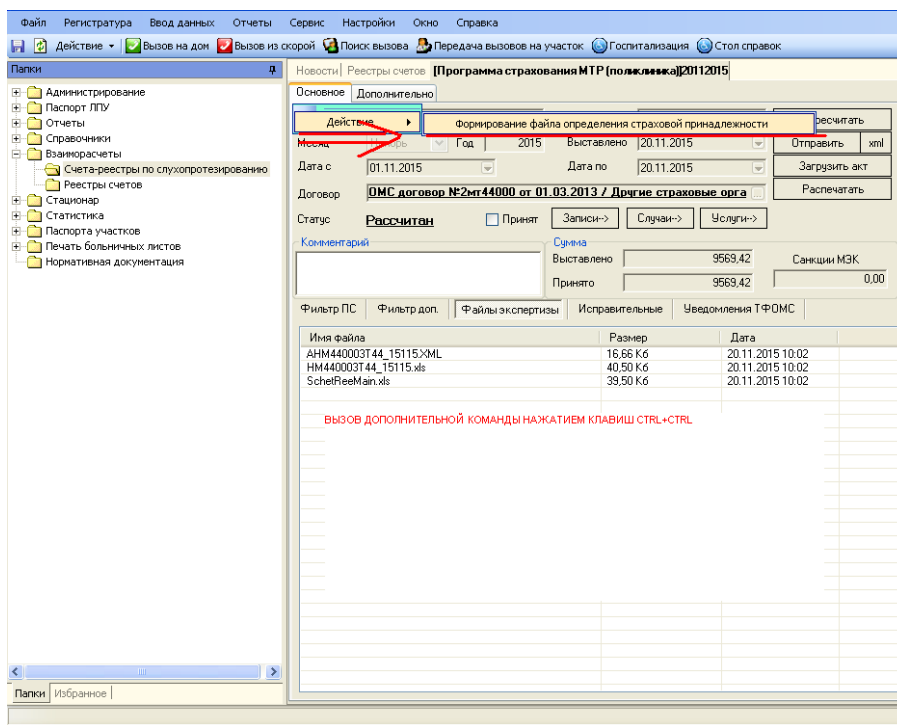 Файл Регистратура Ввод данных Отчеты Сервис Настройки Окно Справка
Действие Вызов на дом Вызов из скорой Поиск вызова Передача вызовов на участок Госпитализация Стол справок
Папки
Администрирование
Паспорт ЛПУ
Отчеты
Справочники
Взаиморасчеты
Счета-реестры по слухопротезированию
Реестры счетов
Стационар
Статистика
Паспорта участков
Печать больничных листов
Нормативная документация
Папки Избранное
Новости Реестры счетов [Программа страхования МТР (поликлиника)]20112015
Основное Дополнительно
Действие Формирование файла определения страховой принадлежности
Месяц Ноябрь Год 2015 Выставлено 20.11.2015 Отправить xml
Дата с 01.11.2015 Дата по 20.11.2015 Загрузить акт
Договор ОМС договор №2мт44000 от 01.03.2013 / Другие страховые орга ... Распечатать
Статус Рассчитан Принят Записи--> Случаи--> Услуги-->
Комментарий Сумма
Выставлено 9569,42 Санкции МЭК
Принято 9569,42 0,00
Фильтр ПС Фильтр доп. Файлы экспертизы Исправительные Уведомления ТФОМС
Имя файла Размер Дата
AHM440003T44_15115.XML 16,66 Кб 20.11.2015 10:02
HM440003T44_15115.xls 40,50 Кб 20.11.2015 10:02
SchetReeMain.xls 39,50 Кб 20.11.2015 10:02
ВЫЗОВ ДОПОЛНИТЕЛЬНОЙ КОМАНДЫ НАЖАТИЕМ КЛАВИШ CTRL+CTRL